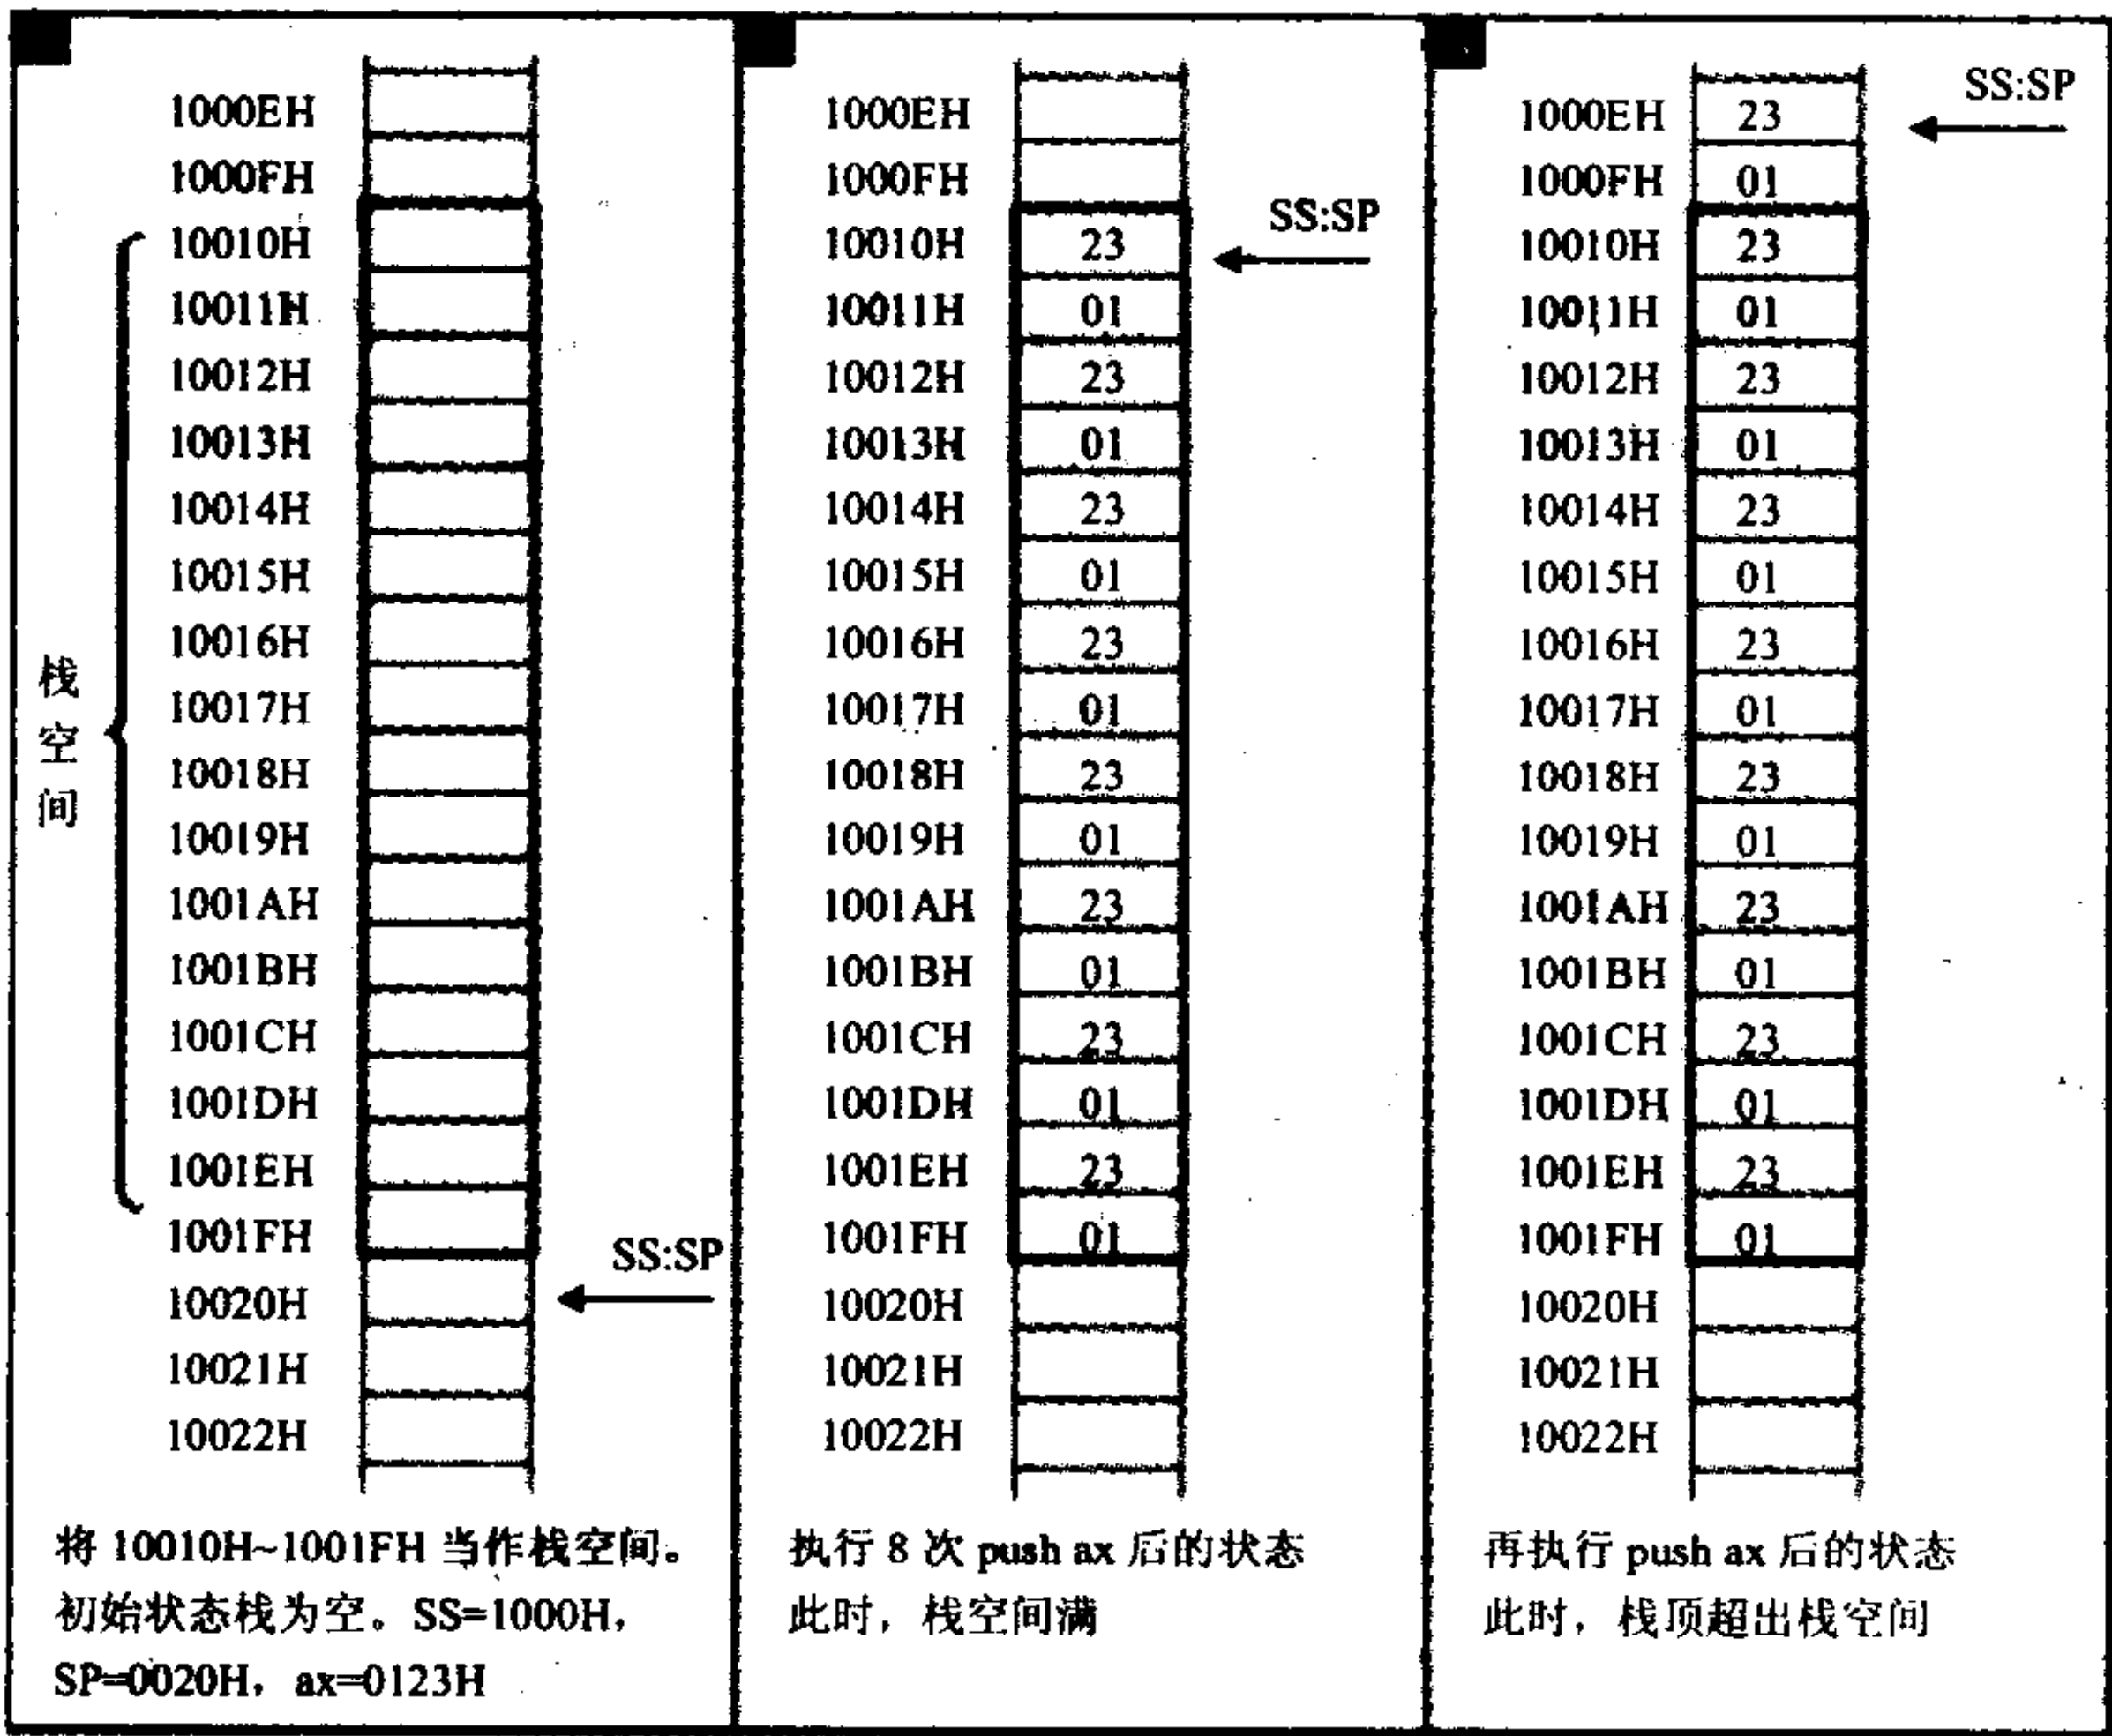 1000EH
1000FH
10010H
10011H
10012H
10013H
10014H
10015H
10016H
10017H
10018H
10019H
1001AH
1001BH
1001CH
1001DH
1001EH
1001FH
10020H
10021H
10022H
栈空间
SS:SP
将 10010H~1001FH 当作栈空间。
初始状态栈为空。SS=1000H,
SP=0020H, ax=0123H
1000EH
1000FH
10010H 23
10011H 01
10012H 23
10013H 01
10014H 23
10015H 01
10016H 23
10017H 01
10018H 23
10019H 01
1001AH 23
1001BH 01
1001CH 23
1001DH 01
1001EH 23
1001FH 01
10020H
10021H
10022H
SS:SP
执行 8 次 push ax 后的状态
此时，栈空间满
1000EH 23
1000FH 01
10010H 23
10011H 01
10012H 23
10013H 01
10014H 23
10015H 01
10016H 23
10017H 01
10018H 23
10019H 01
1001AH 23
1001BH 01
1001CH 23
1001DH 01
1001EH 23
1001FH 01
10020H
10021H
10022H
SS:SP
再执行 push ax 后的状态
此时，栈顶超出栈空间